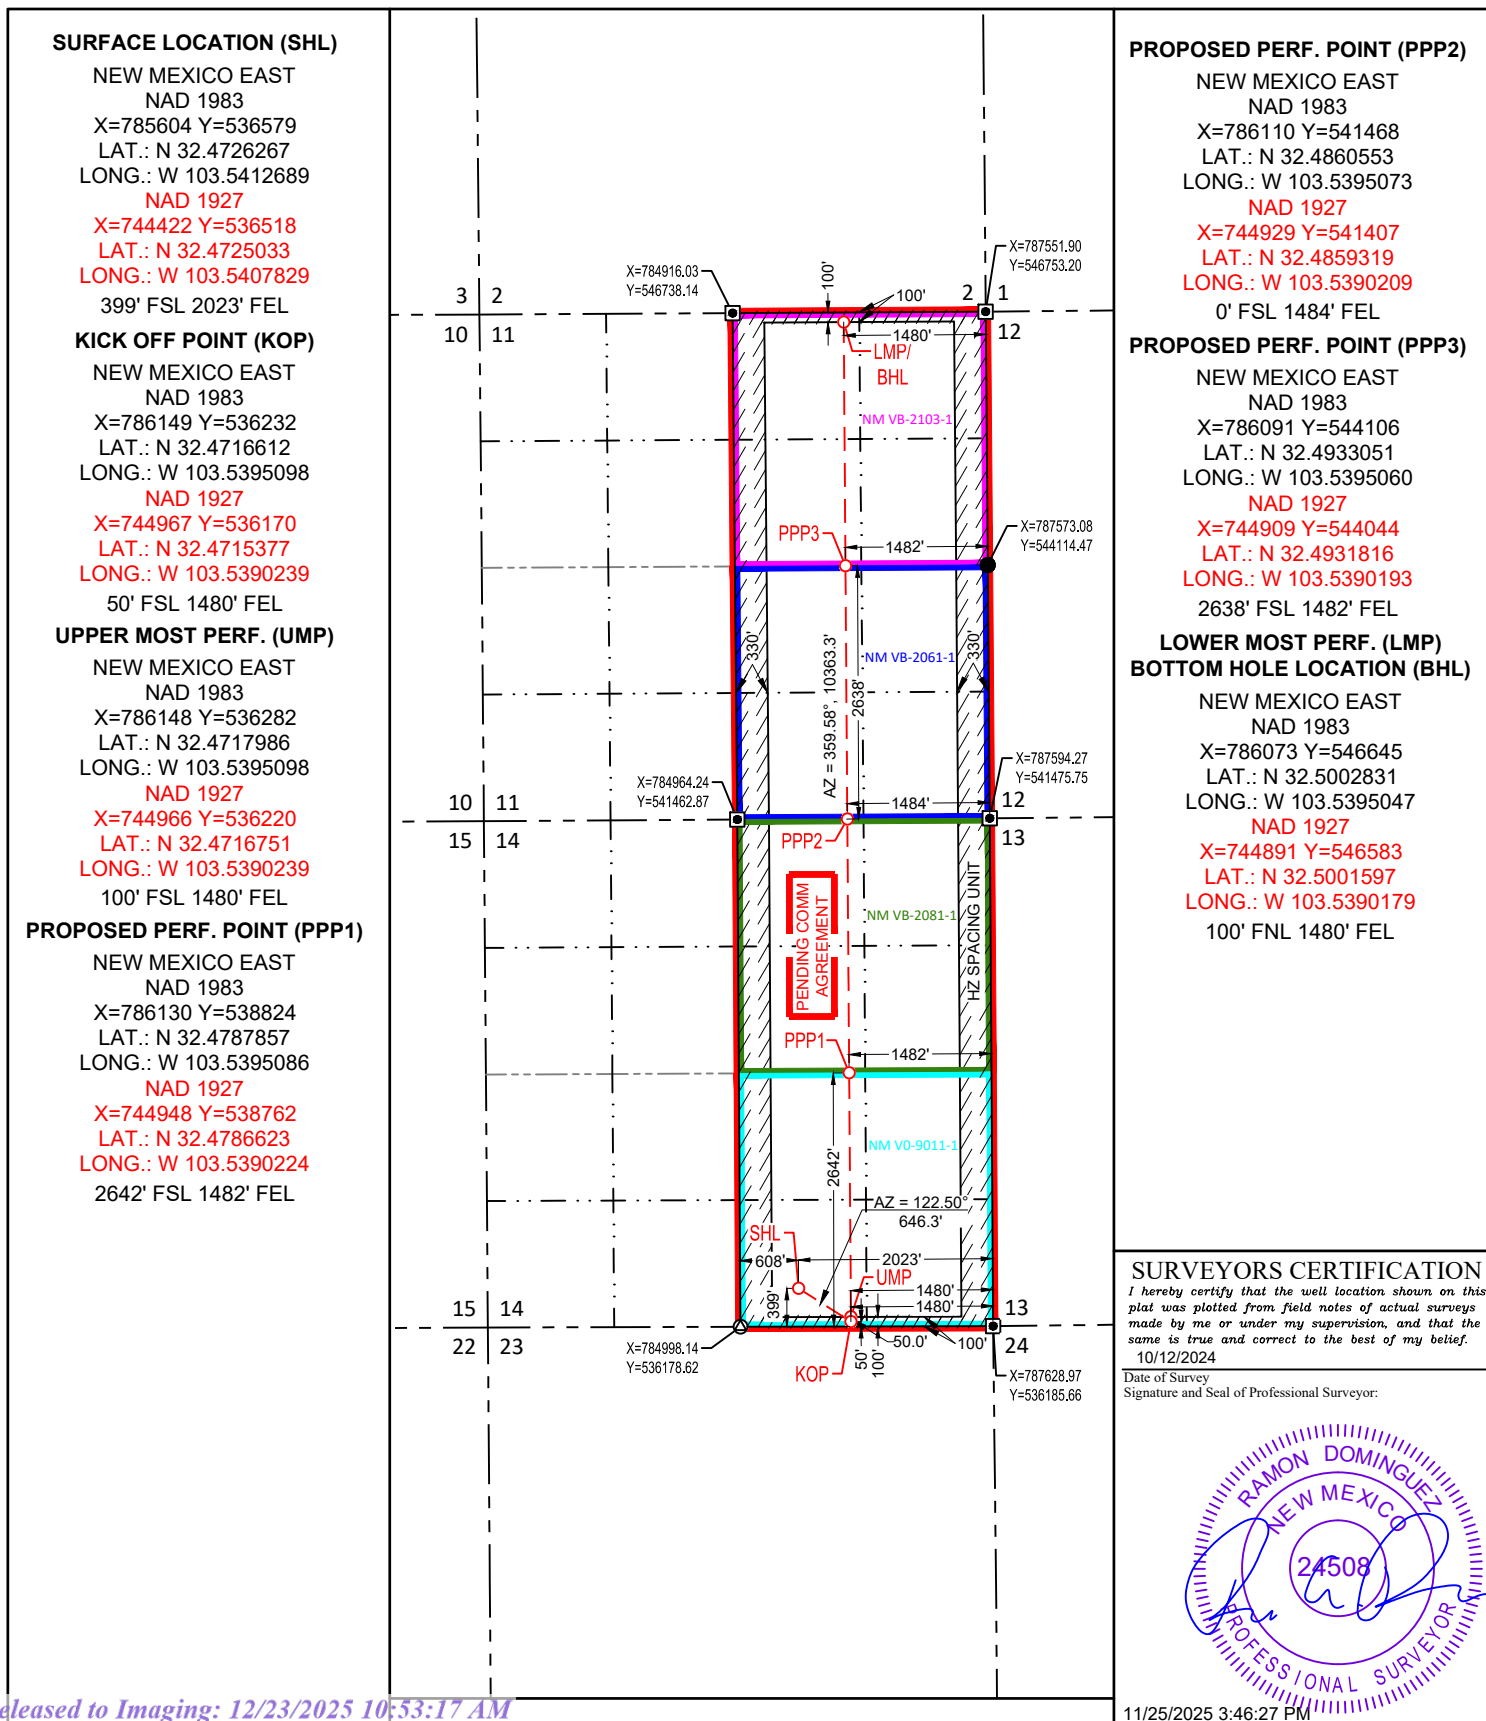 SURFACE LOCATION (SHL)
NEW MEXICO EAST
NAD 1983
X=785604 Y=536579
LAT.: N 32.4726267
LONG.: W 103.5412689
NAD 1927
X=744422 Y=536518
LAT.: N 32.4725033
LONG.: W 103.5407829
399' FSL 2023' FEL
KICK OFF POINT (KOP)
NEW MEXICO EAST
NAD 1983
X=786149 Y=536232
LAT.: N 32.4716612
LONG.: W 103.5395098
NAD 1927
X=744967 Y=536170
LAT.: N 32.4715377
LONG.: W 103.5390239
50' FSL 1480' FEL
UPPER MOST PERF. (UMP)
NEW MEXICO EAST
NAD 1983
X=786148 Y=536282
LAT.: N 32.4717986
LONG.: W 103.5395098
NAD 1927
X=744966 Y=536220
LAT.: N 32.4716751
LONG.: W 103.5390239
100' FSL 1480' FEL
PROPOSED PERF. POINT (PPP1)
NEW MEXICO EAST
NAD 1983
X=786130 Y=538824
LAT.: N 32.4787857
LONG.: W 103.5395086
NAD 1927
X=744948 Y=538762
LAT.: N 32.4786623
LONG.: W 103.5390224
2642' FSL 1482' FEL
X=784916.03
Y=546738.14
X=787551.90
Y=546753.20
100'
100'
3 2
10 11
2 1
12
1480'
LMP/
BHL
NM VB-2103-1
PPP3
1482'
X=787573.08
Y=544114.47
330'
330'
NM VB-2061-1
AZ = 359.58°, 10363.3'
2638'
X=784964.24
Y=541462.87
X=787594.27
Y=541475.75
10 11
15 14
1484'
12
13
PPP2
PENDING COMM
AGREEMENT
NM VB-2081-1
HZ SPACING UNIT
PPP1
1482'
NM V0-9011-1
2642'
AZ = 122.50°
646.3'
SHL
608'
2023'
UMP
1480'
1480'
399'
15 14
22 23
13
24
50.0'
100'
50'
100'
KOP
X=784998.14
Y=536178.62
X=787628.97
Y=536185.66
PROPOSED PERF. POINT (PPP2)
NEW MEXICO EAST
NAD 1983
X=786110 Y=541468
LAT.: N 32.4860553
LONG.: W 103.5395073
NAD 1927
X=744929 Y=541407
LAT.: N 32.4859319
LONG.: W 103.5390209
0' FSL 1484' FEL
PROPOSED PERF. POINT (PPP3)
NEW MEXICO EAST
NAD 1983
X=786091 Y=544106
LAT.: N 32.4933051
LONG.: W 103.5395060
NAD 1927
X=744909 Y=544044
LAT.: N 32.4931816
LONG.: W 103.5390193
2638' FSL 1482' FEL
LOWER MOST PERF. (LMP)
BOTTOM HOLE LOCATION (BHL)
NEW MEXICO EAST
NAD 1983
X=786073 Y=546645
LAT.: N 32.5002831
LONG.: W 103.5395047
NAD 1927
X=744891 Y=546583
LAT.: N 32.5001597
LONG.: W 103.5390179
100' FNL 1480' FEL
SURVEYORS CERTIFICATION
I hereby certify that the well location shown on this
plat was plotted from field notes of actual surveys
made by me or under my supervision, and that the
same is true and correct to the best of my belief.
10/12/2024
Date of Survey
Signature and Seal of Professional Surveyor:
RAMON DOMINGUEZ
NEW MEXICO
24508
PROFESSIONAL SURVEYOR
11/25/2025 3:46:27 PM
eleased to Imaging: 12/23/2025 10:53:17 AM